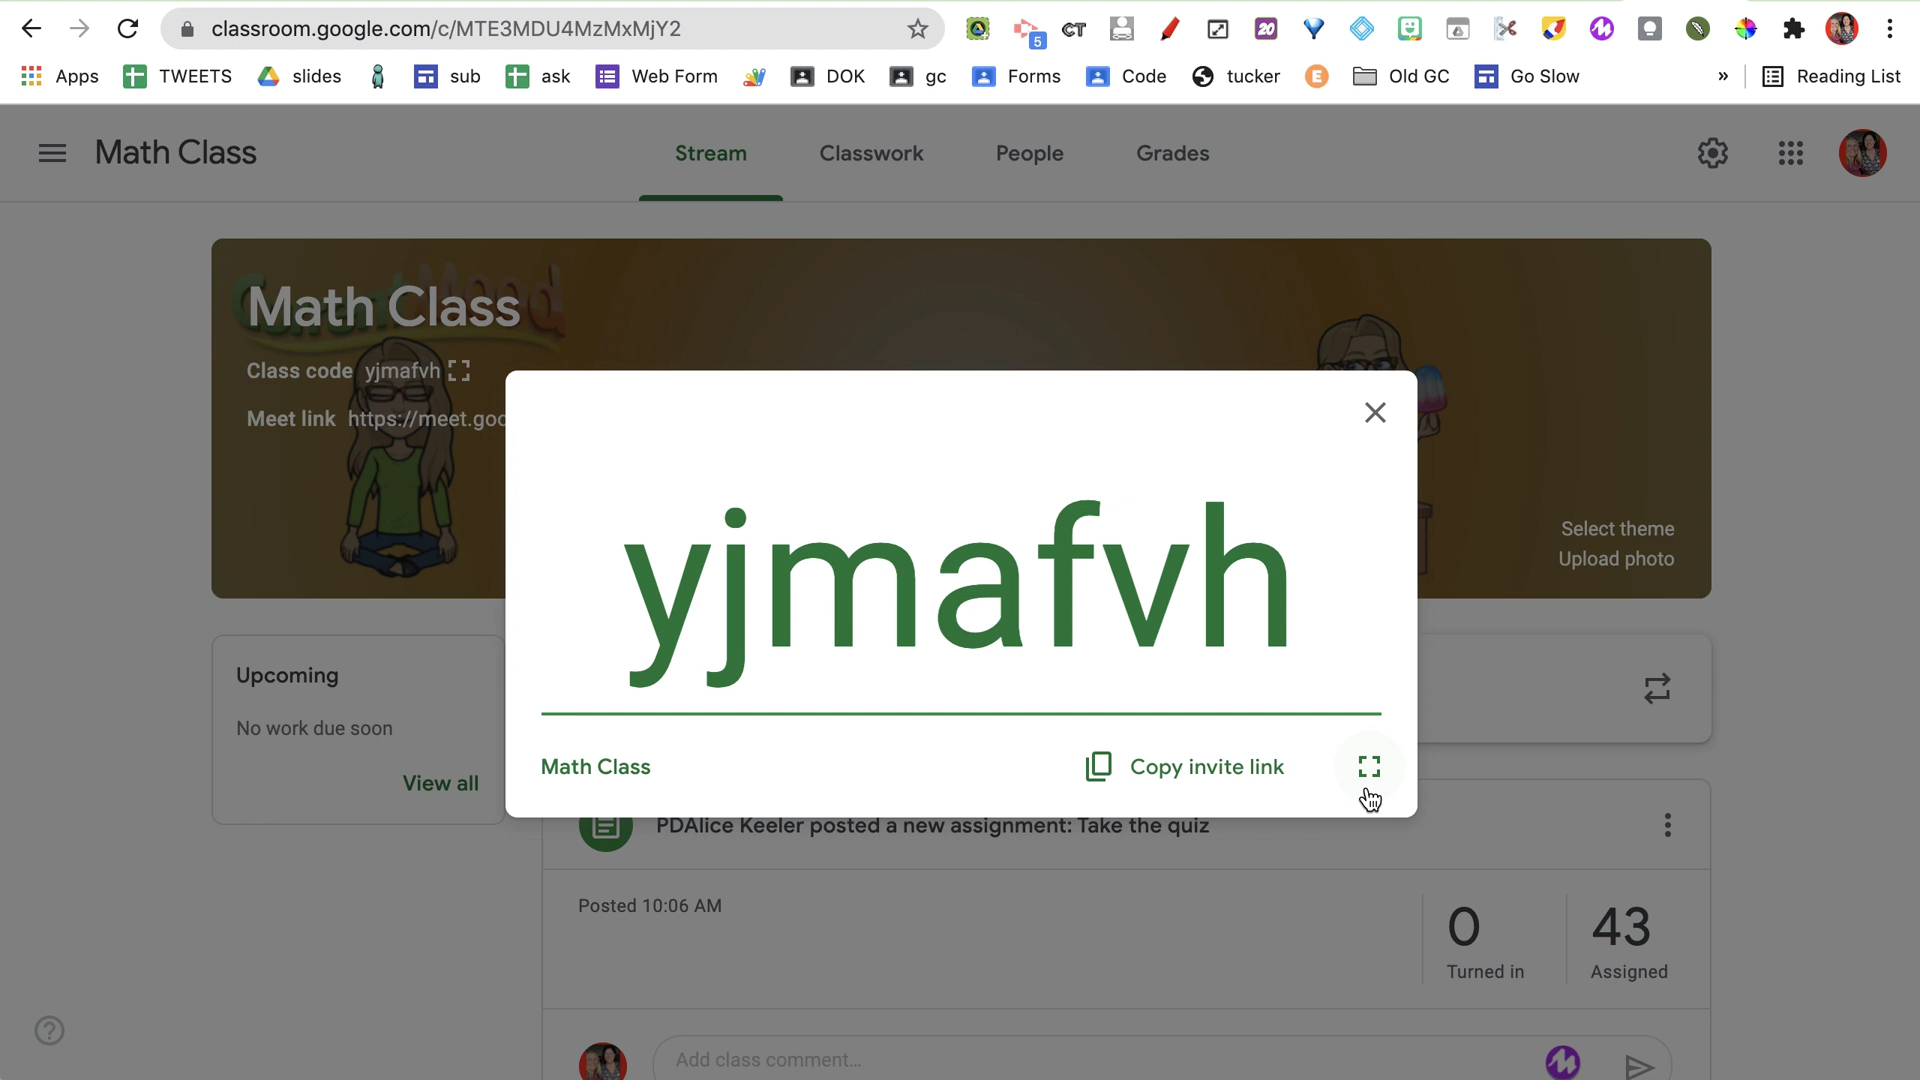 classroom.google.com/c/MTE3MDU4MzMxMjY2
5
CT
20
Apps
TWEETS
slides
sub
ask
Web Form
DOK
gc
Forms
Code
tucker
E
Old GC
Go Slow
»
Reading List
Math Class
Stream
Classwork
People
Grades
Math Class
Class code yjmafvh
Meet link https://meet.goo
yjmafvh
Select theme
Upload photo
Upcoming
No work due soon
View all
Math Class
Copy invite link
PDAlice Keeler posted a new assignment: Take the quiz
Posted 10:06 AM
0
Turned in
43
Assigned
Add class comment...